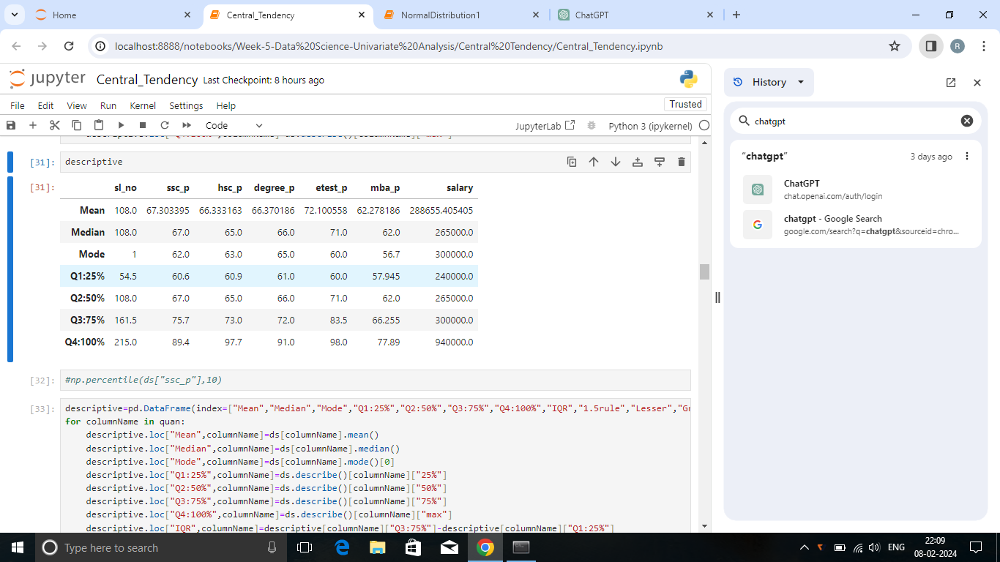 Home
Central_Tendency
NormalDistribution1
ChatGPT
localhost:8888/notebooks/Week-5-Data%20Science-Univariate%20Analysis/Central%20Tendency/Central_Tendency.ipynb
R
jupyter Central_Tendency Last Checkpoint: 8 hours ago
File Edit View Run Kernel Settings Help
Trusted
Code
JupyterLab
Python 3 (ipykernel)
[31]: descriptive
[31]: sl_no ssc_p hsc_p degree_p etest_p mba_p salary
Mean 108.0 67.303395 66.333163 66.370186 72.100558 62.278186 288655.405405
Median 108.0 67.0 65.0 66.0 71.0 62.0 265000.0
Mode 1 62.0 63.0 65.0 60.0 56.7 300000.0
Q1:25% 54.5 60.6 60.9 61.0 60.0 57.945 240000.0
Q2:50% 108.0 67.0 65.0 66.0 71.0 62.0 265000.0
Q3:75% 161.5 75.7 73.0 72.0 83.5 66.255 300000.0
Q4:100% 215.0 89.4 97.7 91.0 98.0 77.89 940000.0
[32]: #np.percentile(ds["ssc_p"],10)
[33]: descriptive=pd.DataFrame(index=["Mean","Median","Mode","Q1:25%","Q2:50%","Q3:75%","Q4:100%","IQR","1.5rule","Lesser","Gr
for columnName in quan:
descriptive.loc["Mean",columnName]=ds[columnName].mean()
descriptive.loc["Median",columnName]=ds[columnName].median()
descriptive.loc["Mode",columnName]=ds[columnName].mode()[0]
descriptive.loc["Q1:25%",columnName]=ds.describe()[columnName]["25%"]
descriptive.loc["Q2:50%",columnName]=ds.describe()[columnName]["50%"]
descriptive.loc["Q3:75%",columnName]=ds.describe()[columnName]["75%"]
descriptive.loc["Q4:100%",columnName]=ds.describe()[columnName]["max"]
descriptive.loc["IQR",columnName]=descriptive[columnName]["Q3:75%"]-descriptive[columnName]["Q1:25%"]
History
chatgpt
"chatgpt" 3 days ago
ChatGPT
chat.openai.com/auth/login
chatgpt - Google Search
google.com/search?q=chatgpt&sourceid=chro...
Type here to search
ENG
22:09
08-02-2024